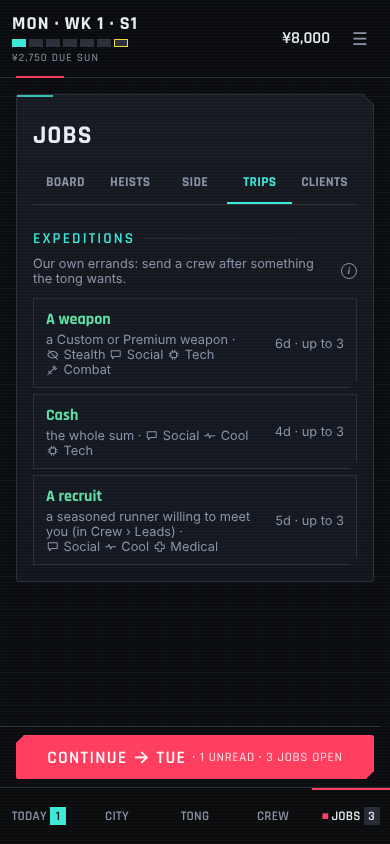 MON · WK 1 · S1
¥2,750 DUE SUN
¥8,000
JOBS
BOARD HEISTS SIDE TRIPS CLIENTS
EXPEDITIONS
Our own errands: send a crew after something
the tong wants.
i
A weapon
a Custom or Premium weapon ·
Stealth Social Tech
Combat
6d · up to 3
Cash
the whole sum · Social Cool
Tech
4d · up to 3
A recruit
a seasoned runner willing to meet
you (in Crew › Leads) ·
Social Cool Medical
5d · up to 3
CONTINUE → TUE · 1 UNREAD · 3 JOBS OPEN
TODAY 1 CITY TONG CREW JOBS 3